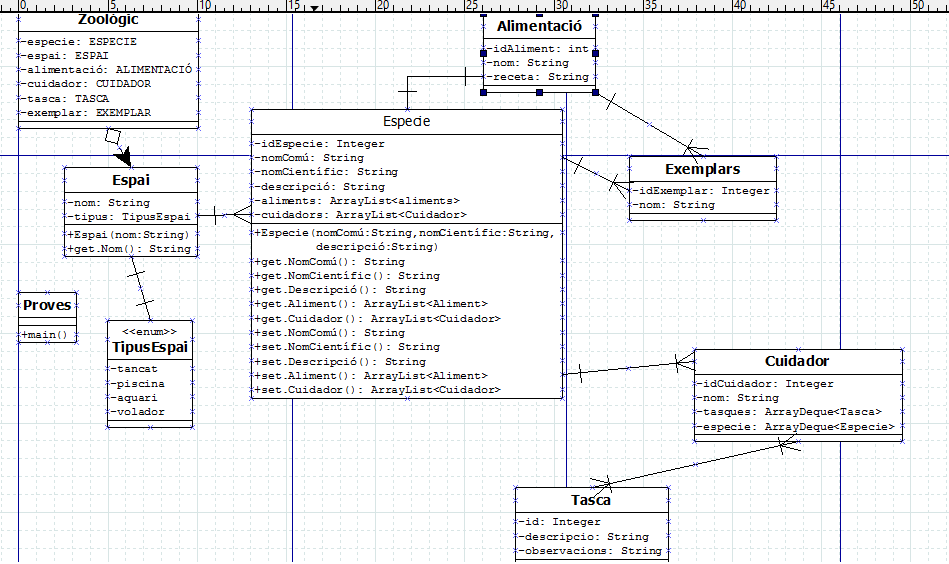 0 5 10 15 20 25 30 35 40 45 50
Zoològic
-especie: ESPECIE
-espai: ESPAI
-alimentació: ALIMENTACIÓ
-cuidador: CUIDADOR
-tasca: TASCA
-exemplar: EXEMPLAR
Alimentació
-idAliment: int
-nom: String
-receta: String
Especie
-idEspecie: Integer
-nomComú: String
-nomCientífic: String
-descripció: String
-aliments: ArrayList<aliments>
-cuidadors: ArrayList<Cuidador>
+Especie(nomComú:String,nomCientífic:String,
descripció:String)
+get.NomComú(): String
+get.NomCientífic(): String
+get.Descripció(): String
+get.Aliment(): ArrayList<Aliment>
+get.Cuidador(): ArrayList<Cuidador>
+set.NomComú(): String
+set.NomCientífic(): String
+set.Descripció(): String
+set.Aliment(): ArrayList<Aliment>
+set.Cuidador(): ArrayList<Cuidador>
Exemplars
-idExemplar: Integer
-nom: String
Espai
-nom: String
-tipus: TipusEspai
+Espai(nom:String)
+get.Nom(): String
Proves
+main()
<<enum>>
TipusEspai
-tancat
-piscina
-aquari
-volador
Cuidador
-idCuidador: Integer
-nom: String
-tasques: ArrayDeque<Tasca>
-especie: ArrayDeque<Especie>
Tasca
-id: Integer
-descripcio: String
-observacions: String